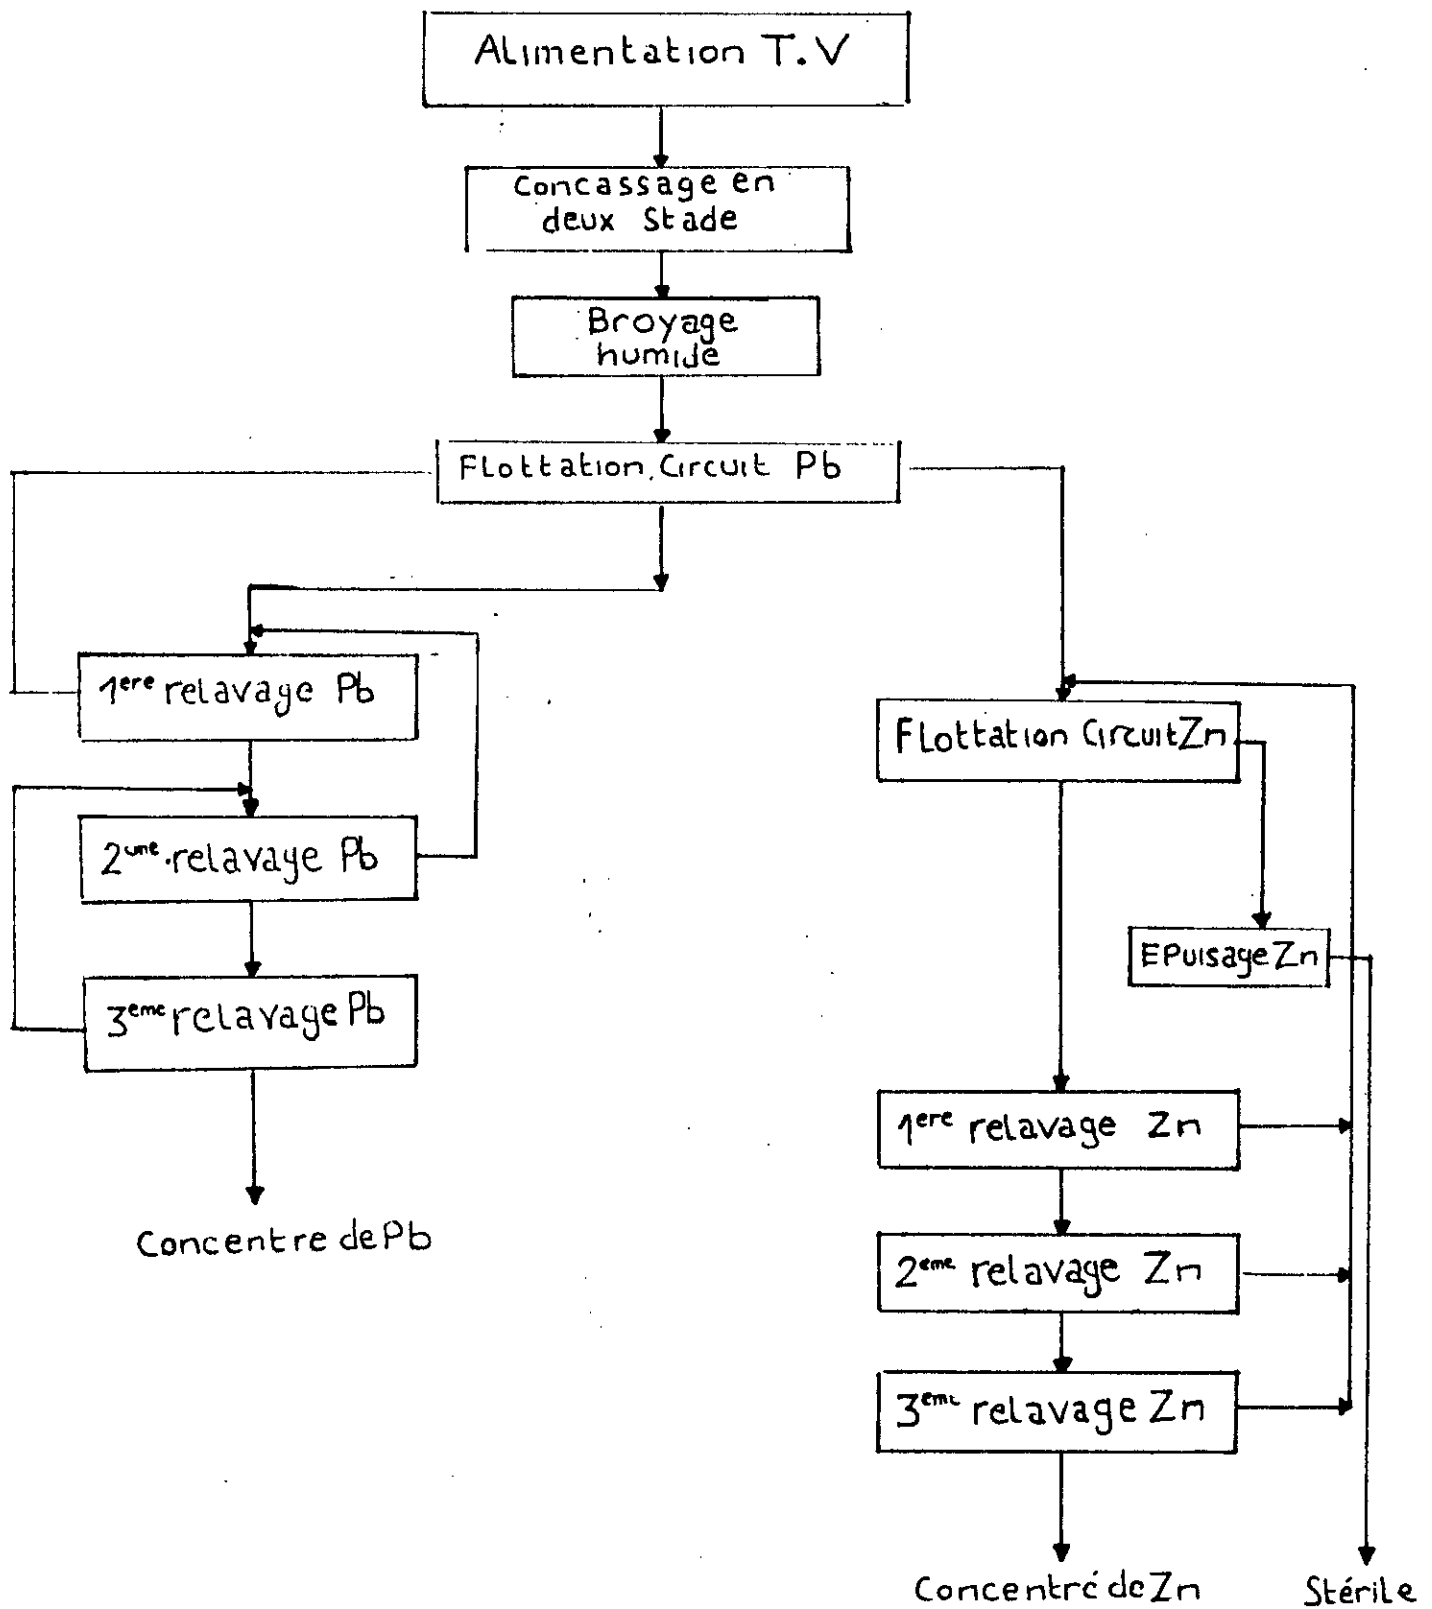 Alimentation T.V
Concassage en
deux Stade
Broyage
humide
Flottation Circuit Pb
1ere relavage Pb
2eme relavage Pb
3eme relavage Pb
Concentre de Pb
Flottation Circuit Zn
EPuisage Zn
1ere relavage Zn
2eme relavage Zn
3eme relavage Zn
Concentré de Zn
Stérile